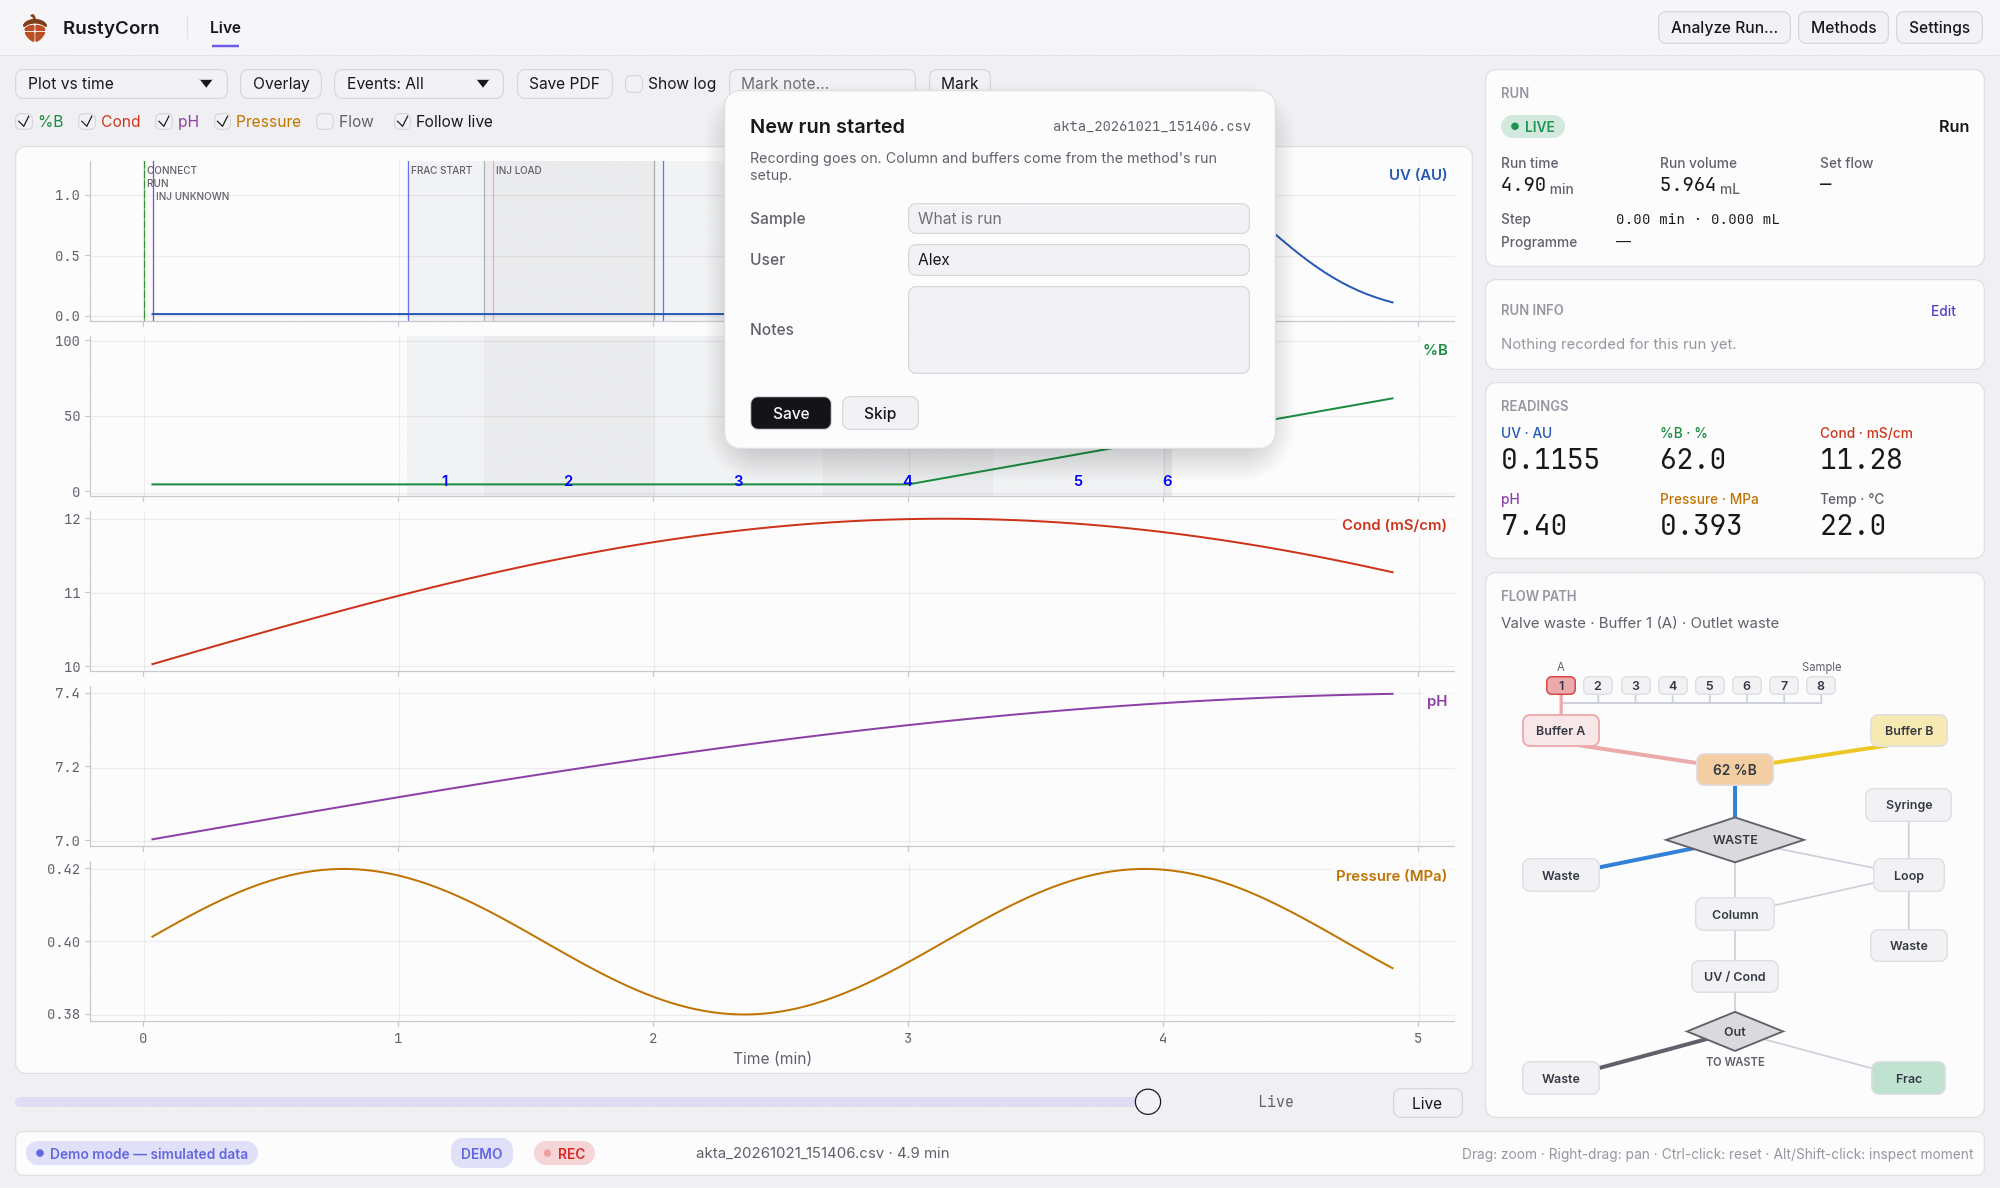 RustyCorn
Live
Analyze Run...
Methods
Settings
Plot vs time
Overlay
Events: All
Save PDF
Show log
Mark note...
Mark
%B
Cond
pH
Pressure
Flow
Follow live
New run started
akta_20261021_151406.csv
Recording goes on. Column and buffers come from the method's run
setup.
Sample
What is run
User
Alex
Notes
Save
Skip
CONNECT
RUN
INJ UNKNOWN
FRAC START
INJ LOAD
UV (AU)
1.0
0.5
0.0
%B
100
50
0
1 2 3 4 5 6
Cond (mS/cm)
12
11
10
pH
7.4
7.2
7.0
Pressure (MPa)
0.42
0.40
0.38
0 1 2 3 4 5
Time (min)
Live
Live
RUN
LIVE
Run
Run time
Run volume
Set flow
4.90 min
5.964 mL
—
Step
0.00 min · 0.000 mL
Programme
—
RUN INFO
Edit
Nothing recorded for this run yet.
READINGS
UV · AU
%B · %
Cond · mS/cm
0.1155
62.0
11.28
pH
Pressure · MPa
Temp · °C
7.40
0.393
22.0
FLOW PATH
Valve waste · Buffer 1 (A) · Outlet waste
A
Sample
1 2 3 4 5 6 7 8
Buffer A
Buffer B
62 %B
Syringe
WASTE
Waste
Loop
Column
Waste
UV / Cond
Out
TO WASTE
Waste
Frac
Demo mode — simulated data
DEMO
REC
akta_20261021_151406.csv · 4.9 min
Drag: zoom · Right-drag: pan · Ctrl-click: reset · Alt/Shift-click: inspect moment